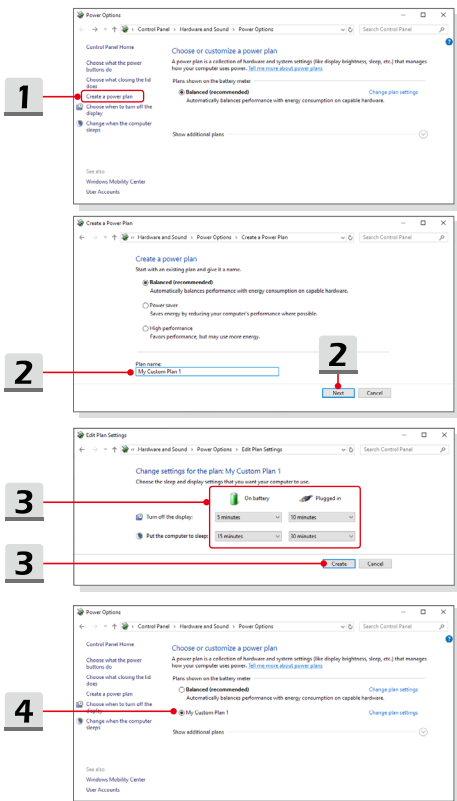 Power Options
Control Panel > Hardware and Sound > Power Options
Search Control Panel
Control Panel Home
Choose what the power
buttons do
Choose what closing the lid
does
Create a power plan
Choose when to turn off the
display
Change when the computer
sleeps
See also
Windows Mobility Center
User Accounts
Choose or customize a power plan
A power plan is a collection of hardware and system settings (like display brightness, sleep, etc.) that manages
how your computer uses power. Tell me more about power plans
Plans shown on the battery meter
Balanced (recommended) Change plan settings
Automatically balances performance with energy consumption on capable hardware.
Show additional plans
1
Create a Power Plan
« Hardware and Sound > Power Options > Create a Power Plan
Search Control Panel
Create a power plan
Start with an existing plan and give it a name.
Balanced (recommended)
Automatically balances performance with energy consumption on capable hardware.
Power saver
Saves energy by reducing your computer's performance where possible.
High performance
Favors performance, but may use more energy.
Plan name:
My Custom Plan 1
2
2
Next Cancel
Edit Plan Settings
« Hardware and Sound > Power Options > Edit Plan Settings
Search Control Panel
Change settings for the plan: My Custom Plan 1
Choose the sleep and display settings that you want your computer to use.
On battery Plugged in
Turn off the display: 5 minutes 10 minutes
Put the computer to sleep: 15 minutes 30 minutes
3
3
Create Cancel
Power Options
Control Panel > Hardware and Sound > Power Options
Search Control Panel
Control Panel Home
Choose what the power
buttons do
Choose what closing the lid
does
Create a power plan
Choose when to turn off the
display
Change when the computer
sleeps
See also
Windows Mobility Center
User Accounts
Choose or customize a power plan
A power plan is a collection of hardware and system settings (like display brightness, sleep, etc.) that manages
how your computer uses power. Tell me more about power plans
Plans shown on the battery meter
Balanced (recommended) Change plan settings
Automatically balances performance with energy consumption on capable hardware.
My Custom Plan 1 Change plan settings
Show additional plans
4